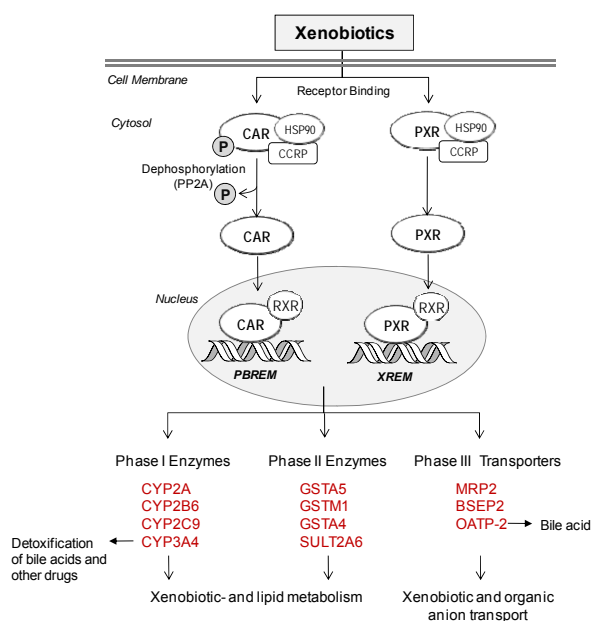 Xenobiotics
Cell Membrane
Receptor Binding
Cytosol
CAR
HSP90
CCRP
P
PXR
HSP90
CCRP
Dephosphorylation
(PP2A)
P
CAR
PXR
Nucleus
RXR
CAR
PBREM
RXR
PXR
XREM
Phase I Enzymes
CYP2A
CYP2B6
CYP2C9
CYP3A4
Phase II Enzymes
GSTA5
GSTM1
GSTA4
SULT2A6
Phase III Transporters
MRP2
BSEP2
OATP-2
Bile acid
Detoxification
of bile acids and
other drugs
Xenobiotic- and lipid metabolism
Xenobiotic and organic
anion transport